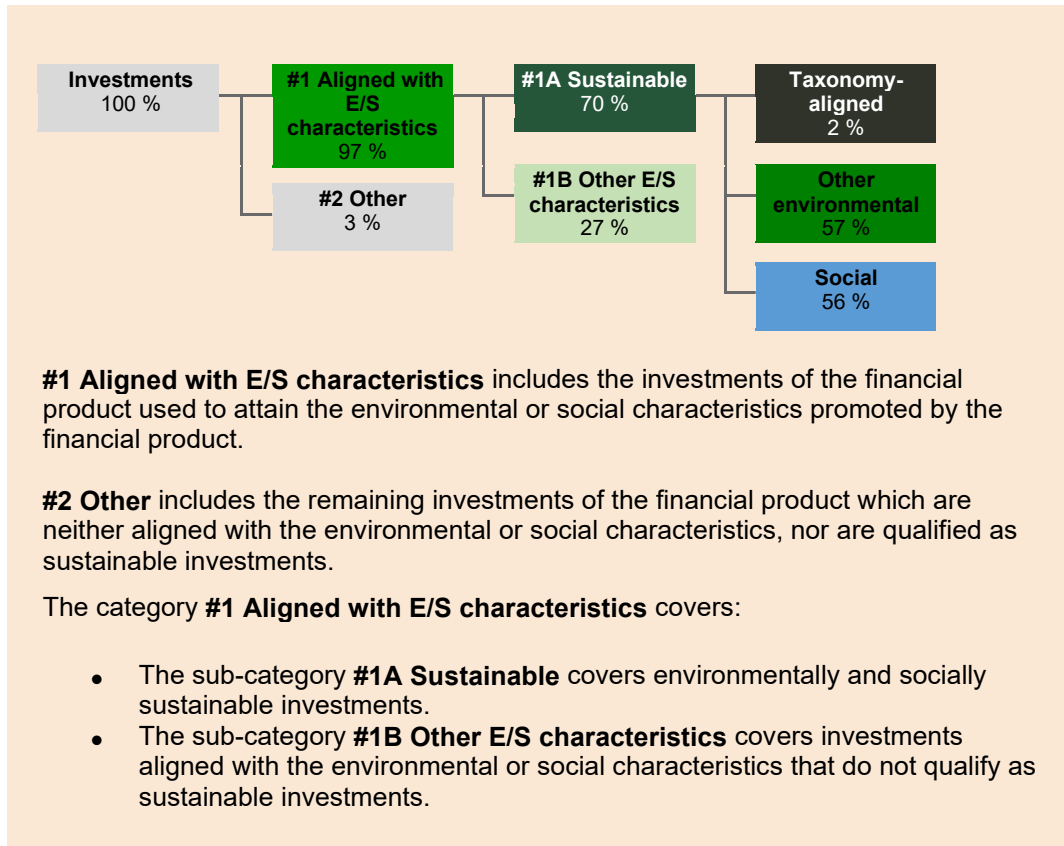 Investments
100 %
#1 Aligned with
E/S
characteristics
97 %
#2 Other
3 %
#1A Sustainable
70 %
#1B Other E/S
characteristics
27 %
Taxonomy-
aligned
2 %
Other
environmental
57 %
Social
56 %
#1 Aligned with E/S characteristics includes the investments of the financial
product used to attain the environmental or social characteristics promoted by the
financial product.
#2 Other includes the remaining investments of the financial product which are
neither aligned with the environmental or social characteristics, nor are qualified as
sustainable investments.
The category #1 Aligned with E/S characteristics covers:
• The sub-category #1A Sustainable covers environmentally and socially
sustainable investments.
• The sub-category #1B Other E/S characteristics covers investments
aligned with the environmental or social characteristics that do not qualify as
sustainable investments.